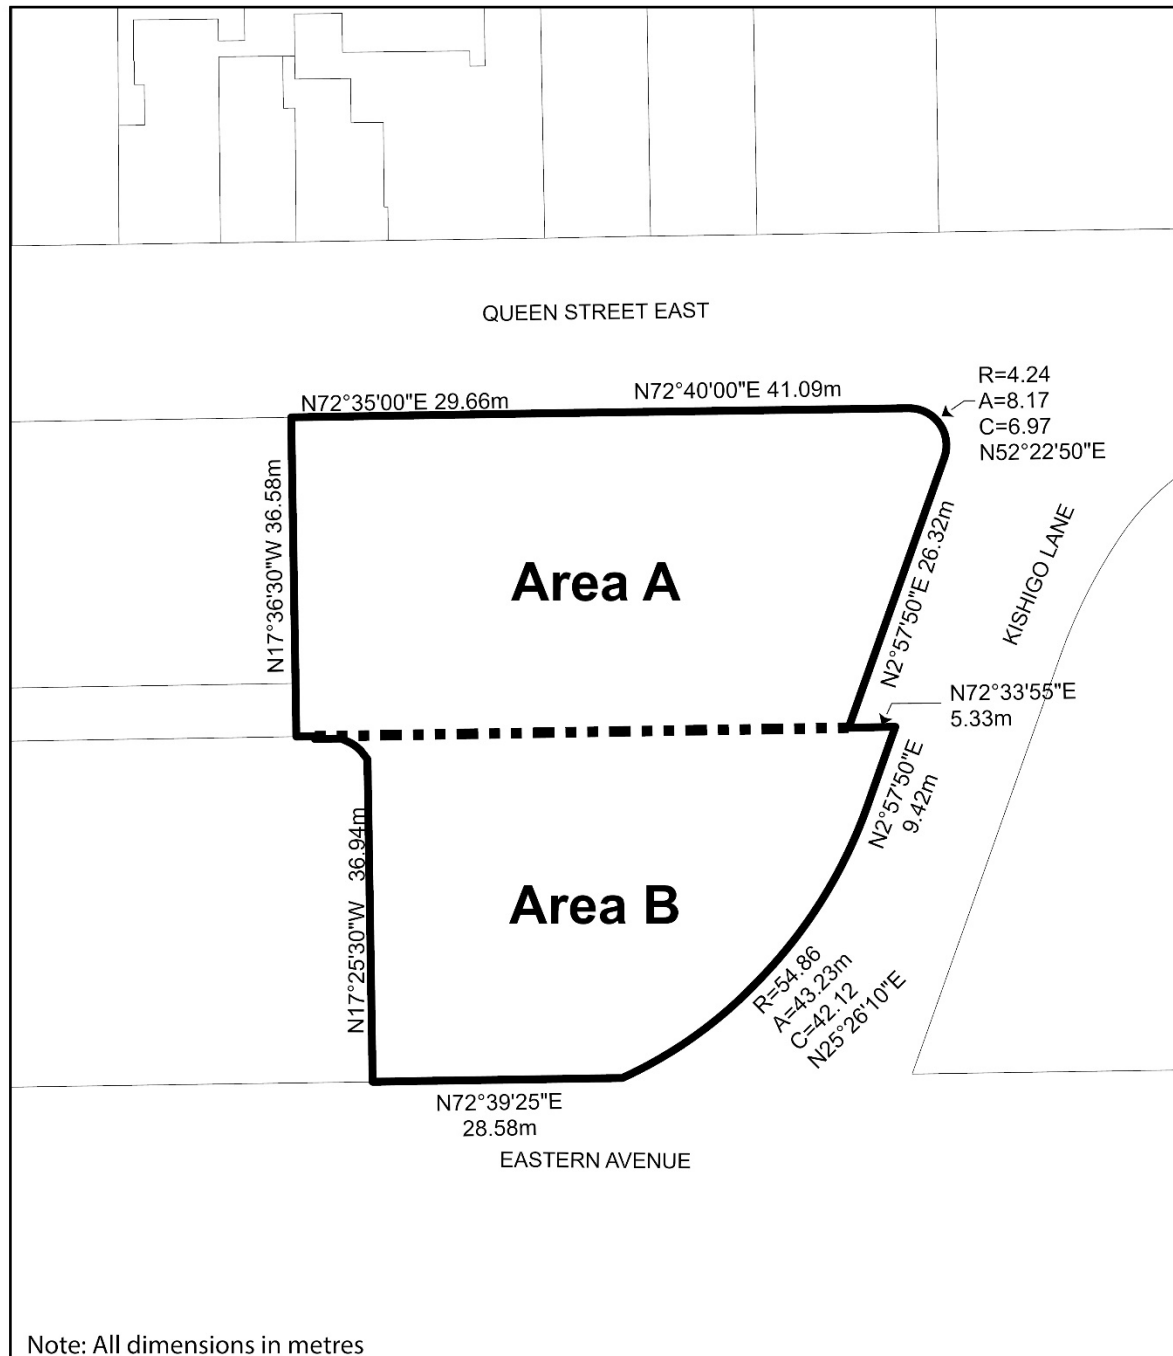 QUEEN STREET EAST
N72°35'00"E 29.66m
N72°40'00"E 41.09m
R=4.24
A=8.17
C=6.97
N52°22'50"E
N17°36'30"W 36.58m
Area A
N2°57'50"E 26.32m
KISHIGO LANE
N72°33'55"E
5.33m
N2°57'50"E
9.42m
N17°25'30"W 36.94m
Area B
R=54.86
A=43.23m
C=42.12
N25°26'10"E
N72°39'25"E
28.58m
EASTERN AVENUE
Note: All dimensions in metres